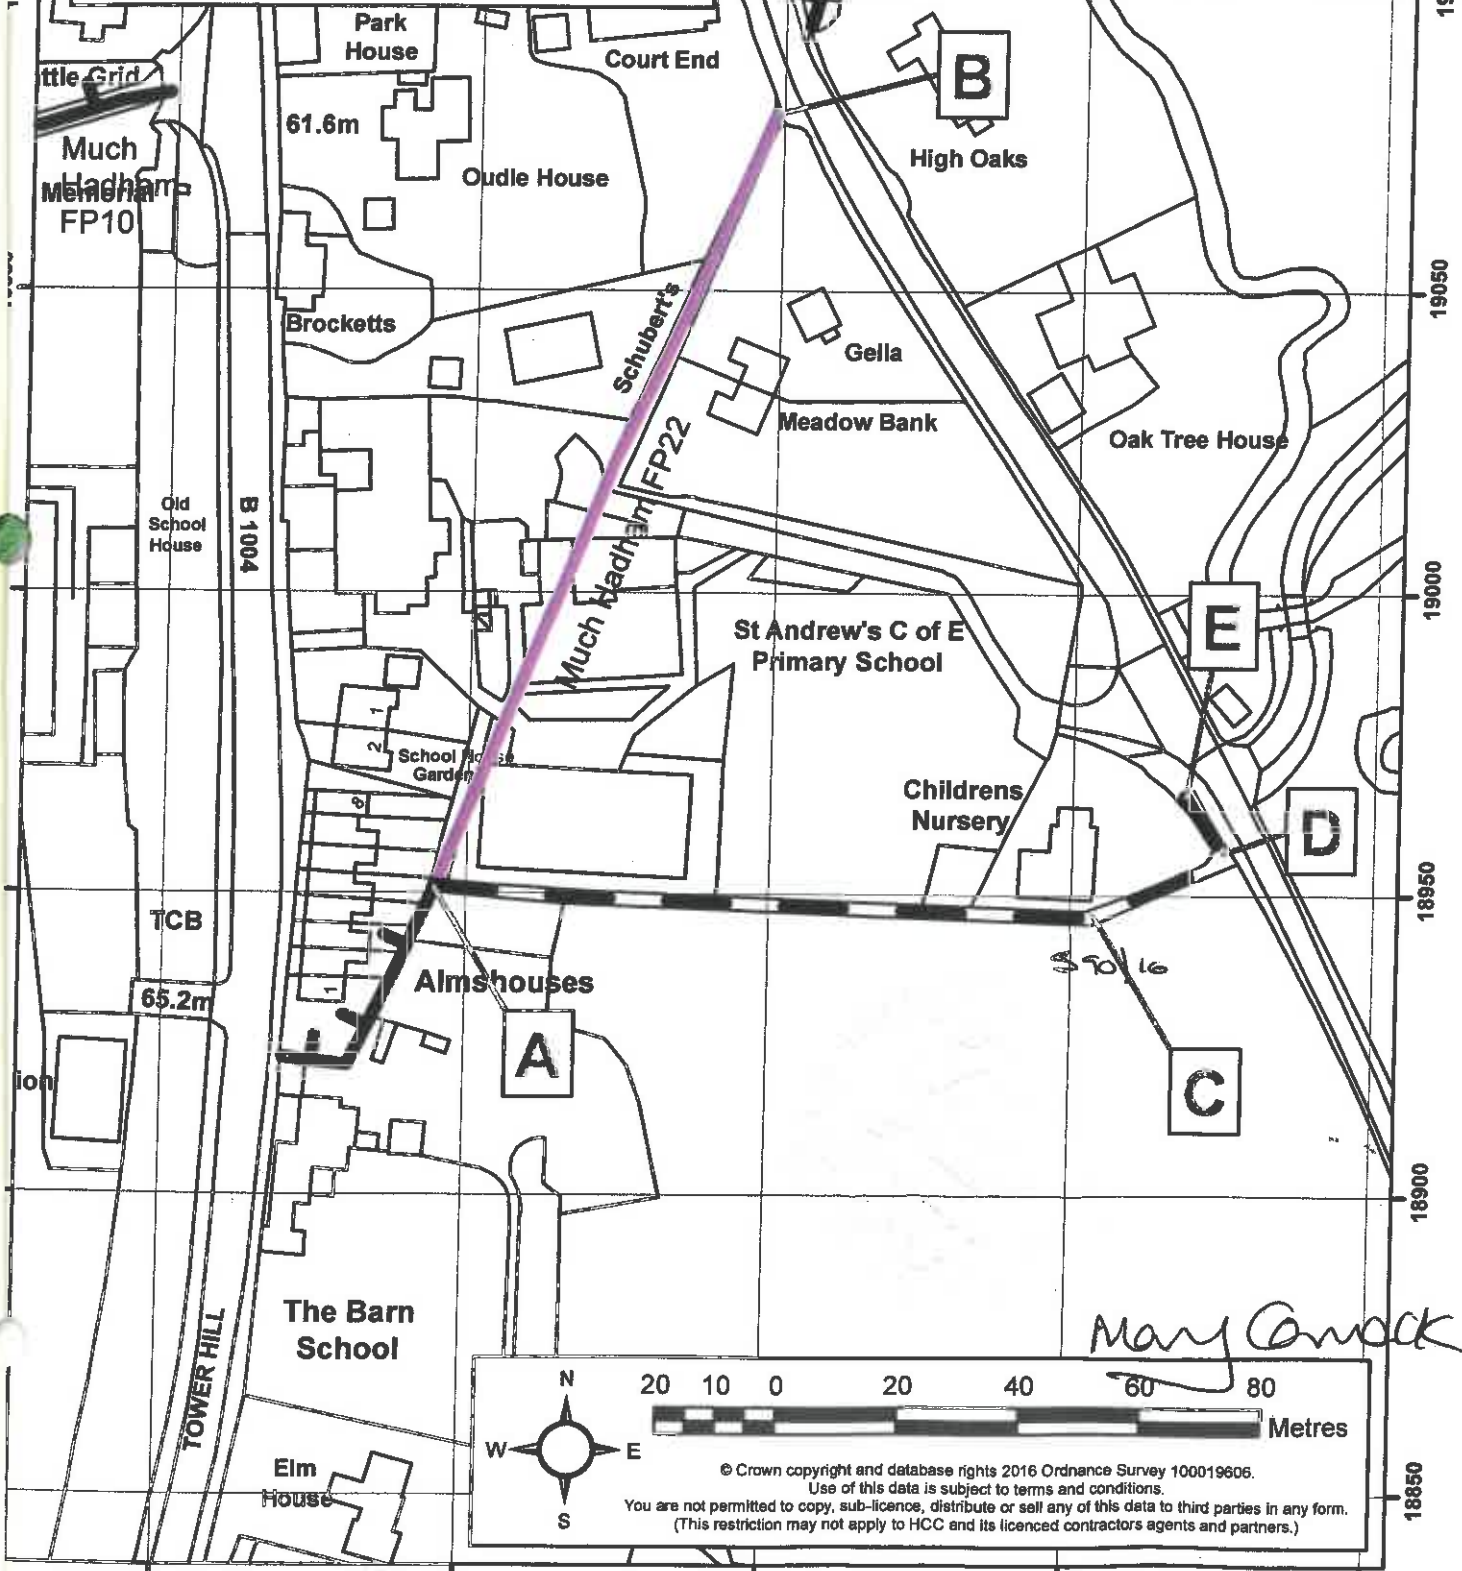 Park
House
Court End
B
ttle Grid
61.6m
Much
Hadham
Memorial
FP10
Oudle House
High Oaks
19050
Schubert's
Brocketts
Gella
Meadow Bank
Oak Tree House
Much Hadham FP22
Old
School
House
B 1004
19000
E
St Andrew's C of E
Primary School
1
2
School House
Garden
8
Childrens
Nursery
D
18950
TCB
Almshouses
65.2m
1
A
C
ion
18900
The Barn
School
TOWER HILL
Mary Cormack
Elm
House
N
W
E
S
20 10 0 20 40 60 80
Metres
© Crown copyright and database rights 2016 Ordnance Survey 100019606.
Use of this data is subject to terms and conditions.
You are not permitted to copy, sub-licence, distribute or sell any of this data to third parties in any form.
(This restriction may not apply to HCC and its licenced contractors agents and partners.)
18850